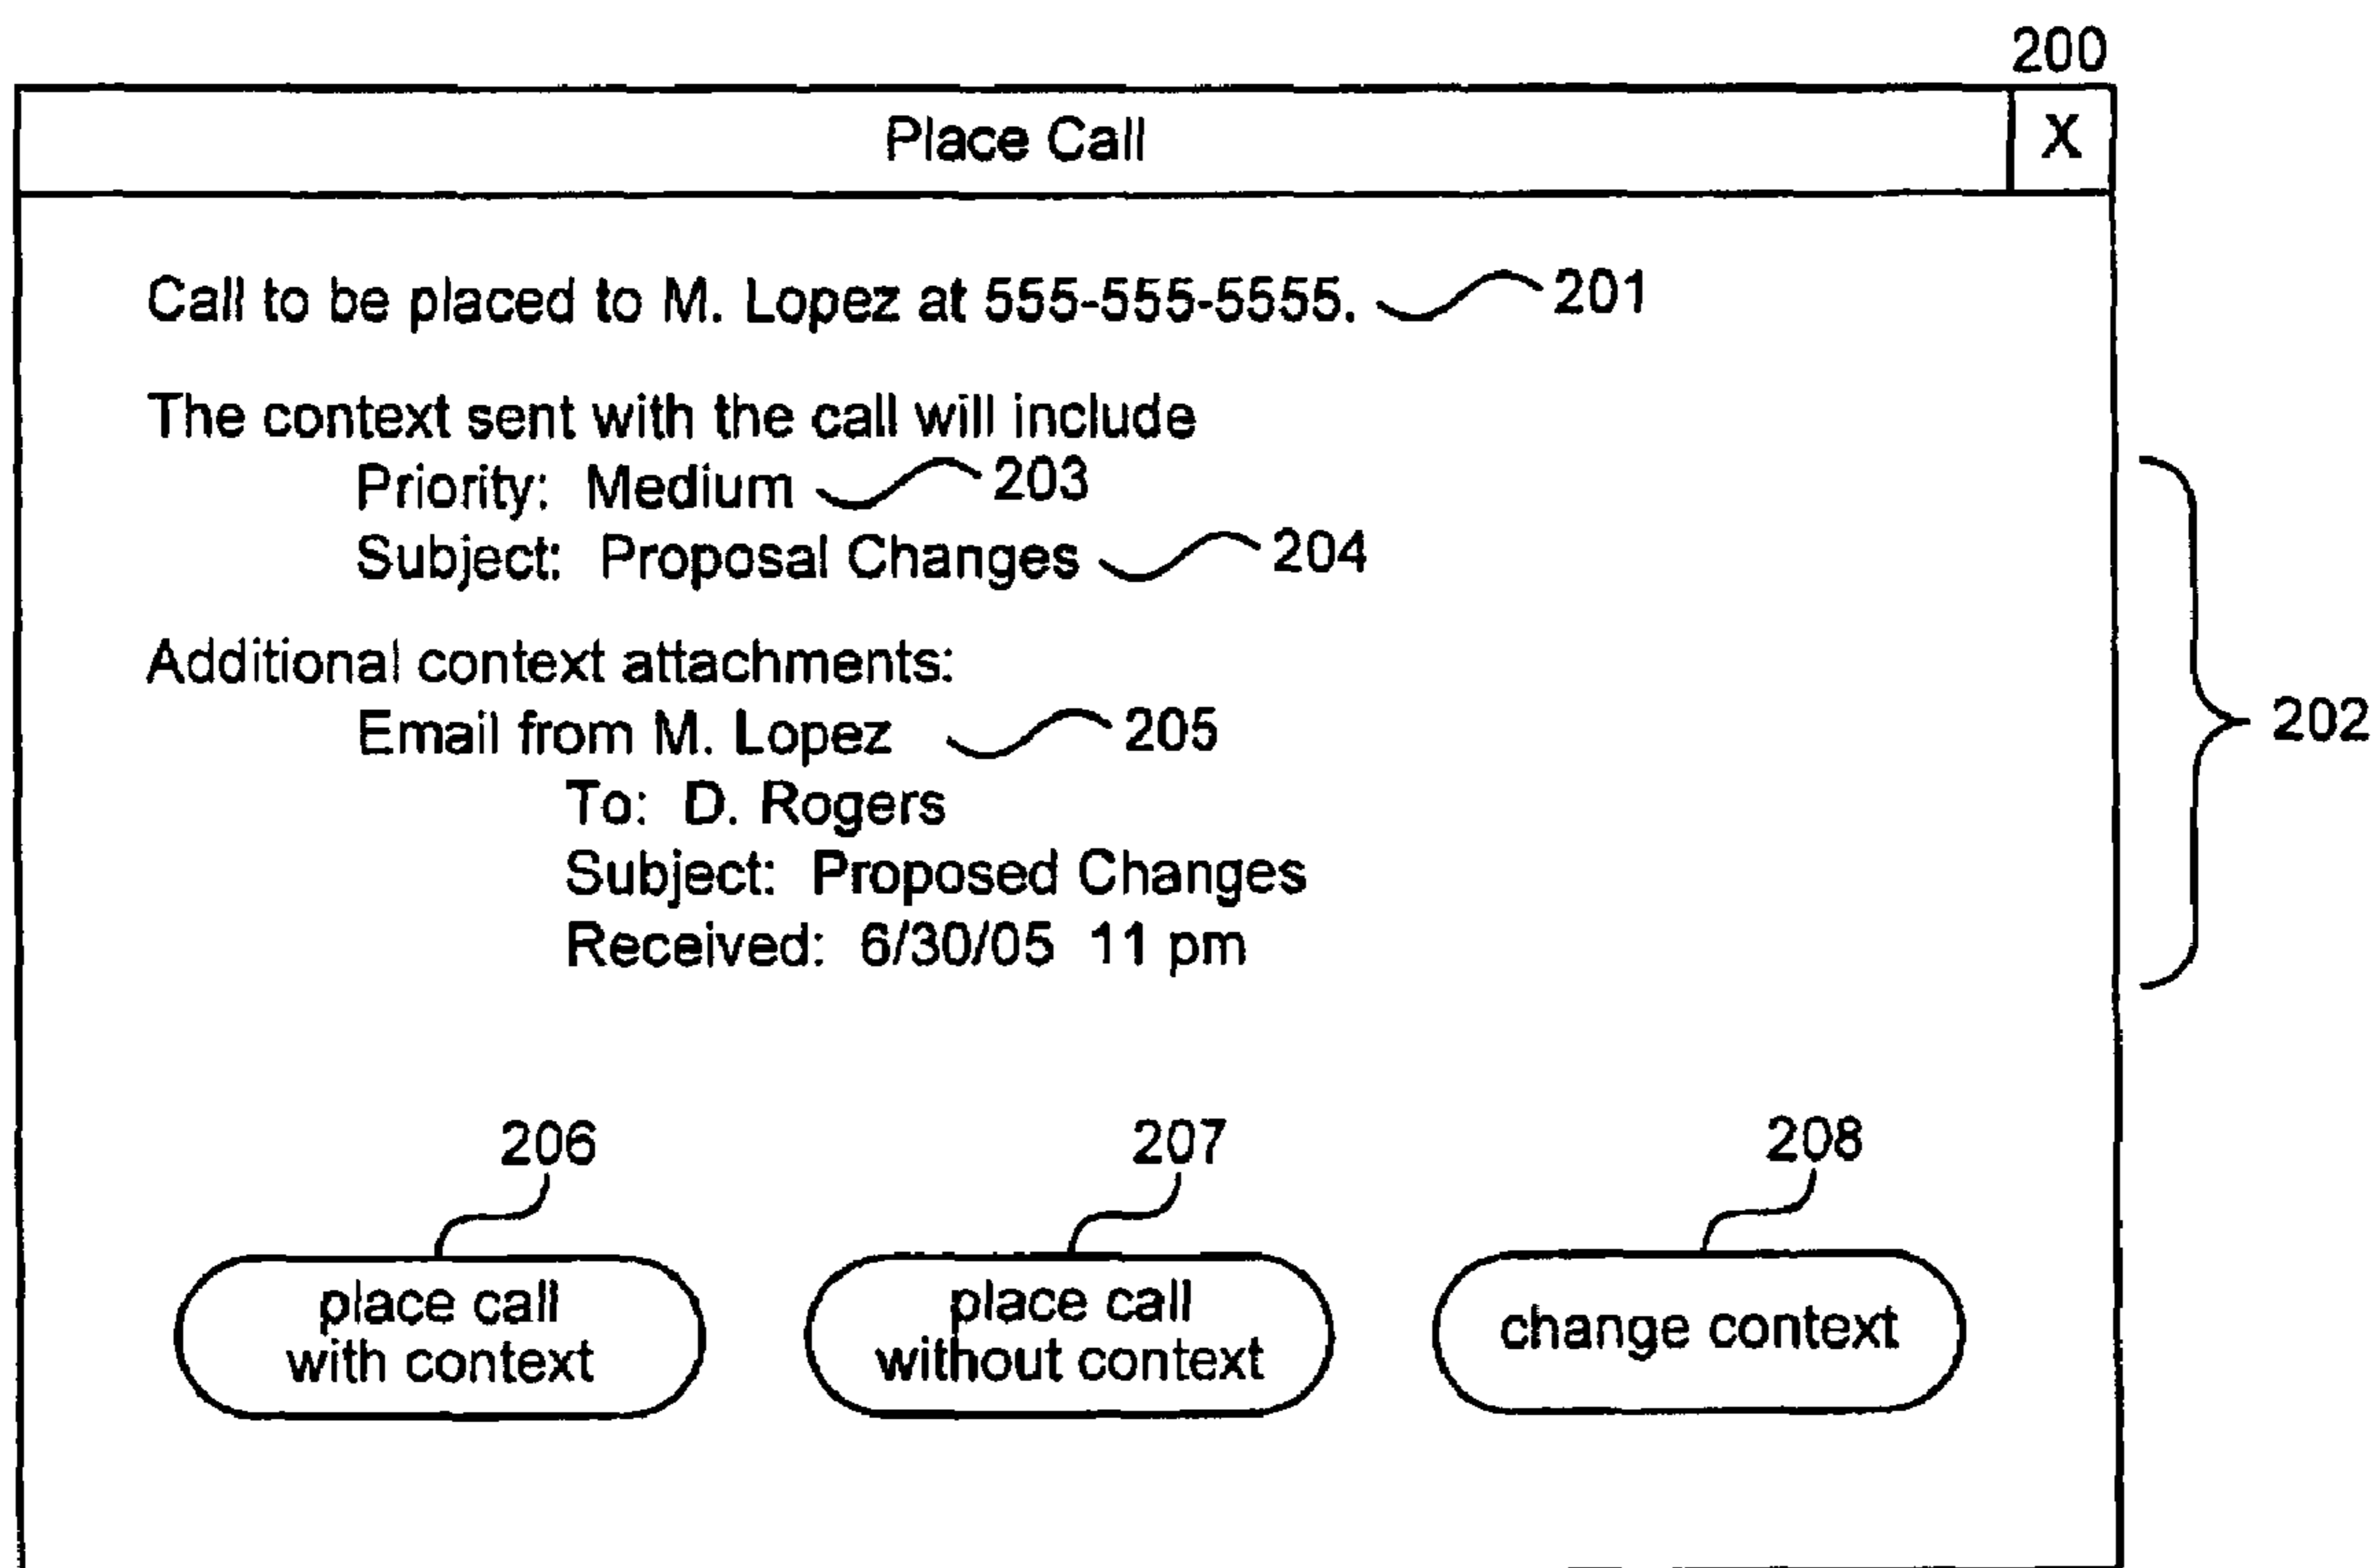 200
Place Call X
Call to be placed to M. Lopez at 555-555-5555. 201
The context sent with the call will include
Priority: Medium 203
Subject: Proposal Changes 204
Additional context attachments:
Email from M. Lopez 205
202
To: D. Rogers
Subject: Proposed Changes
Received: 6/30/05 11 pm
206 207 208
place call with context
place call without context
change context